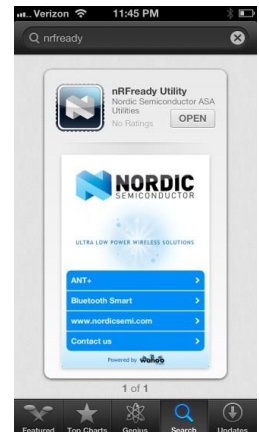 Verizon 11:45 PM
nrfready
nRFready Utility
Nordic Semiconductor ASA
Utilities
No Ratings
OPEN
NORDIC
SEMICONDUCTOR
ULTRA LOW POWER WIRELESS SOLUTIONS
ANT+
Bluetooth Smart
www.nordicsemi.com
Contact us
Powered by wahoo
1 of 1
Featured Top Charts Genius Search Updates